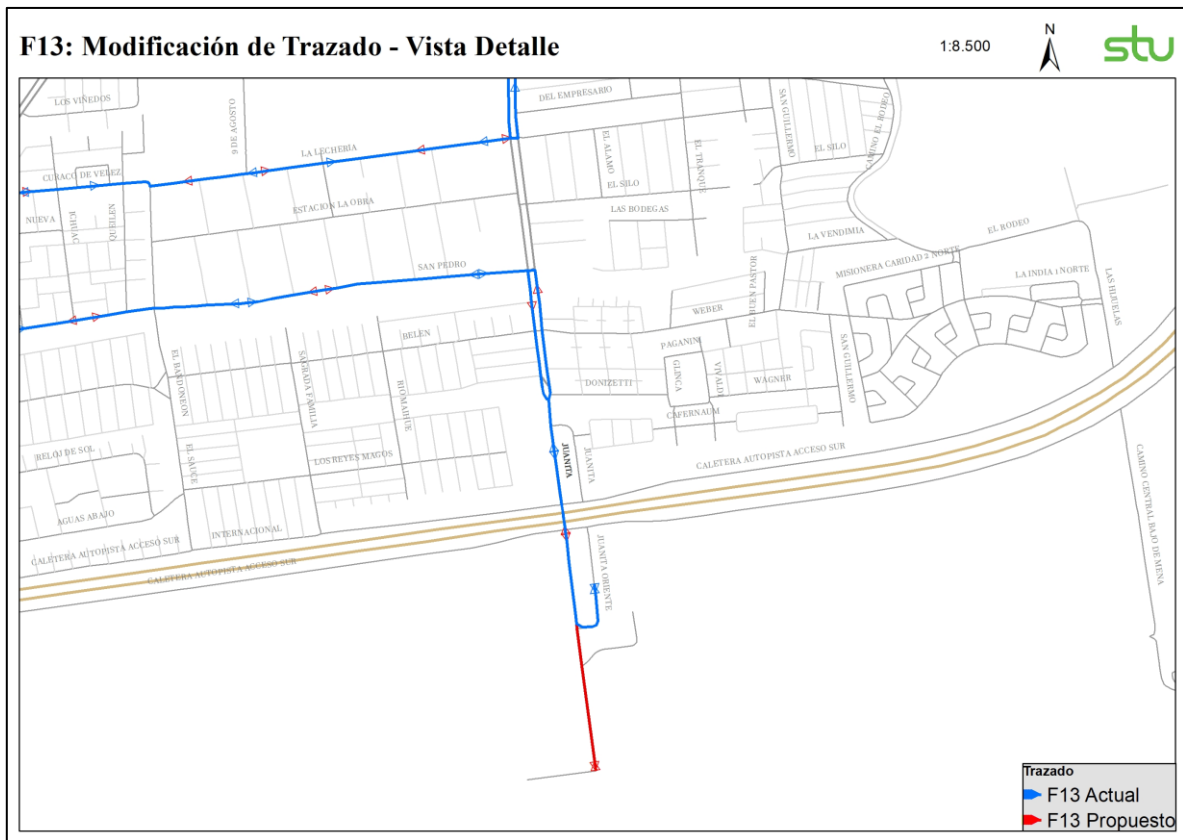 F13: Modificación de Trazado - Vista Detalle
1:8.500
N
stu
LOS VIÑEDOS
9 DE AGOSTO
DEL EMPRESARIO
SAN GUILLERMO
CAMINO EL RODEO
LA LECHERIA
EL ALAMO
EL TRANQUE
EL SILO
CURACO DE VELEZ
EL SILO
NUEVA
CURICH
QUEILEN
ESTACION LA OBRA
LAS BODEGAS
LA VENDIMIA
EL RODEO
MISIONERA CARIDAD 2 NORTE
SAN PEDRO
LA INDIA 1 NORTE
LAS HIJUELAS
EL BUEN PASTOR
WEBER
BELEN
PAGANINI
SAN GUILLERMO
EL BANDONEON
SAGRADA FAMILIA
RIOMAIHUE
DONIZETTI
GLINCA
VIVALDI
WAGNER
CAFERNAUM
RELOJ DE SOL
EL SAUCE
LOS REYES MAGOS
JUANITA
JUANITA
CALETERA AUTOPISTA ACCESO SUR
CAMINO CENTRAL BAJO DE MENA
AGUAS ABAJO
INTERNACIONAL
CALETERA AUTOPISTA ACCESO SUR
CALETERA AUTOPISTA ACCESO SUR
JUANITA ORIENTE
Trazado
F13 Actual
F13 Propuesto